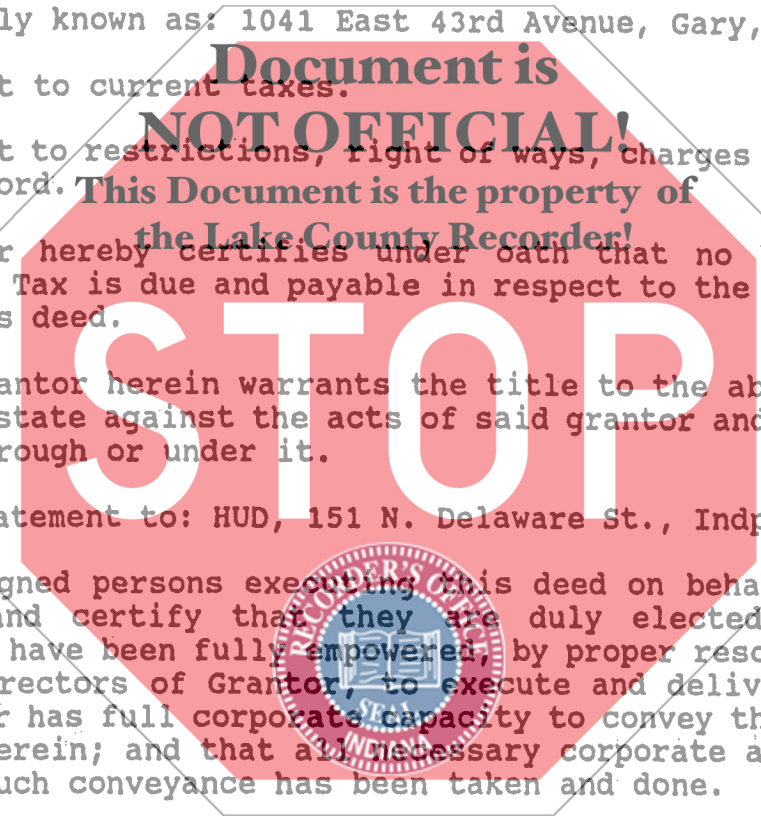 ly known as: 1041 East 43rd Avenue, Gary,
Document is
t to current taxes.
NOT OFFICIAL!
t to restrictions, right of ways, charges
ord.
This Document is the property of
the Lake County Recorder!
r hereby certifies under oath that no
Tax is due and payable in respect to the
s deed.
STOP
antor herein warrants the title to the ab
state against the acts of said grantor and
rough or under it.
atement to: HUD, 151 N. Delaware St., Indp
gned persons executing this deed on beha
and certify that they are duly elected
have been fully empowered, by proper reso
rectors of Grantor, to execute and deliv
r has full corporate capacity to convey th
erein; and that all necessary corporate a
uch conveyance has been taken and done.
RECORDER'S OFFICE
SEAL
INDIANA